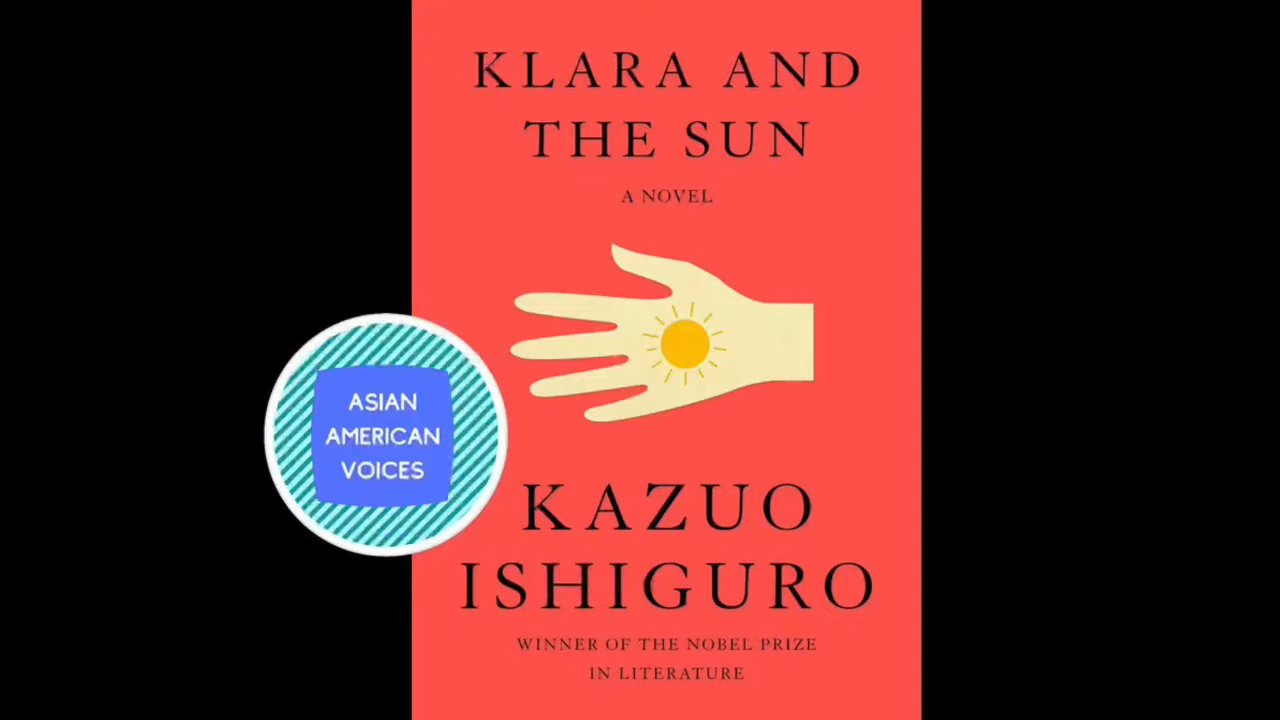 KLARA AND
THE SUN
A NOVEL
ASIAN
AMERICAN
VOICES
KAZUO
ISHIGURO
WINNER OF THE NOBEL PRIZE
IN LITERATURE